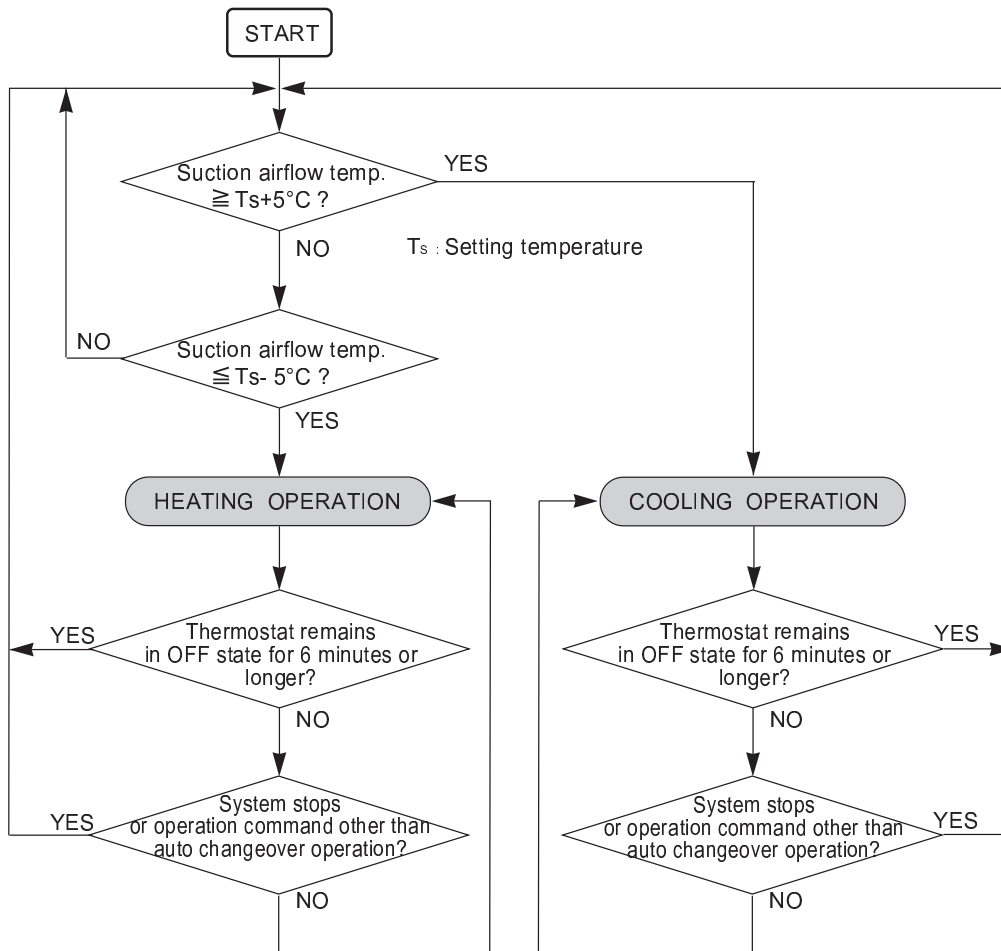 START
Suction airflow temp.
≧ Ts+5°C ?
YES
NO
Ts : Setting temperature
Suction airflow temp.
≦ Ts- 5°C ?
NO
YES
HEATING OPERATION
COOLING OPERATION
Thermostat remains
in OFF state for 6 minutes or
longer?
YES
NO
Thermostat remains
in OFF state for 6 minutes or
longer?
YES
NO
System stops
or operation command other than
auto changeover operation?
YES
NO
System stops
or operation command other than
auto changeover operation?
YES
NO